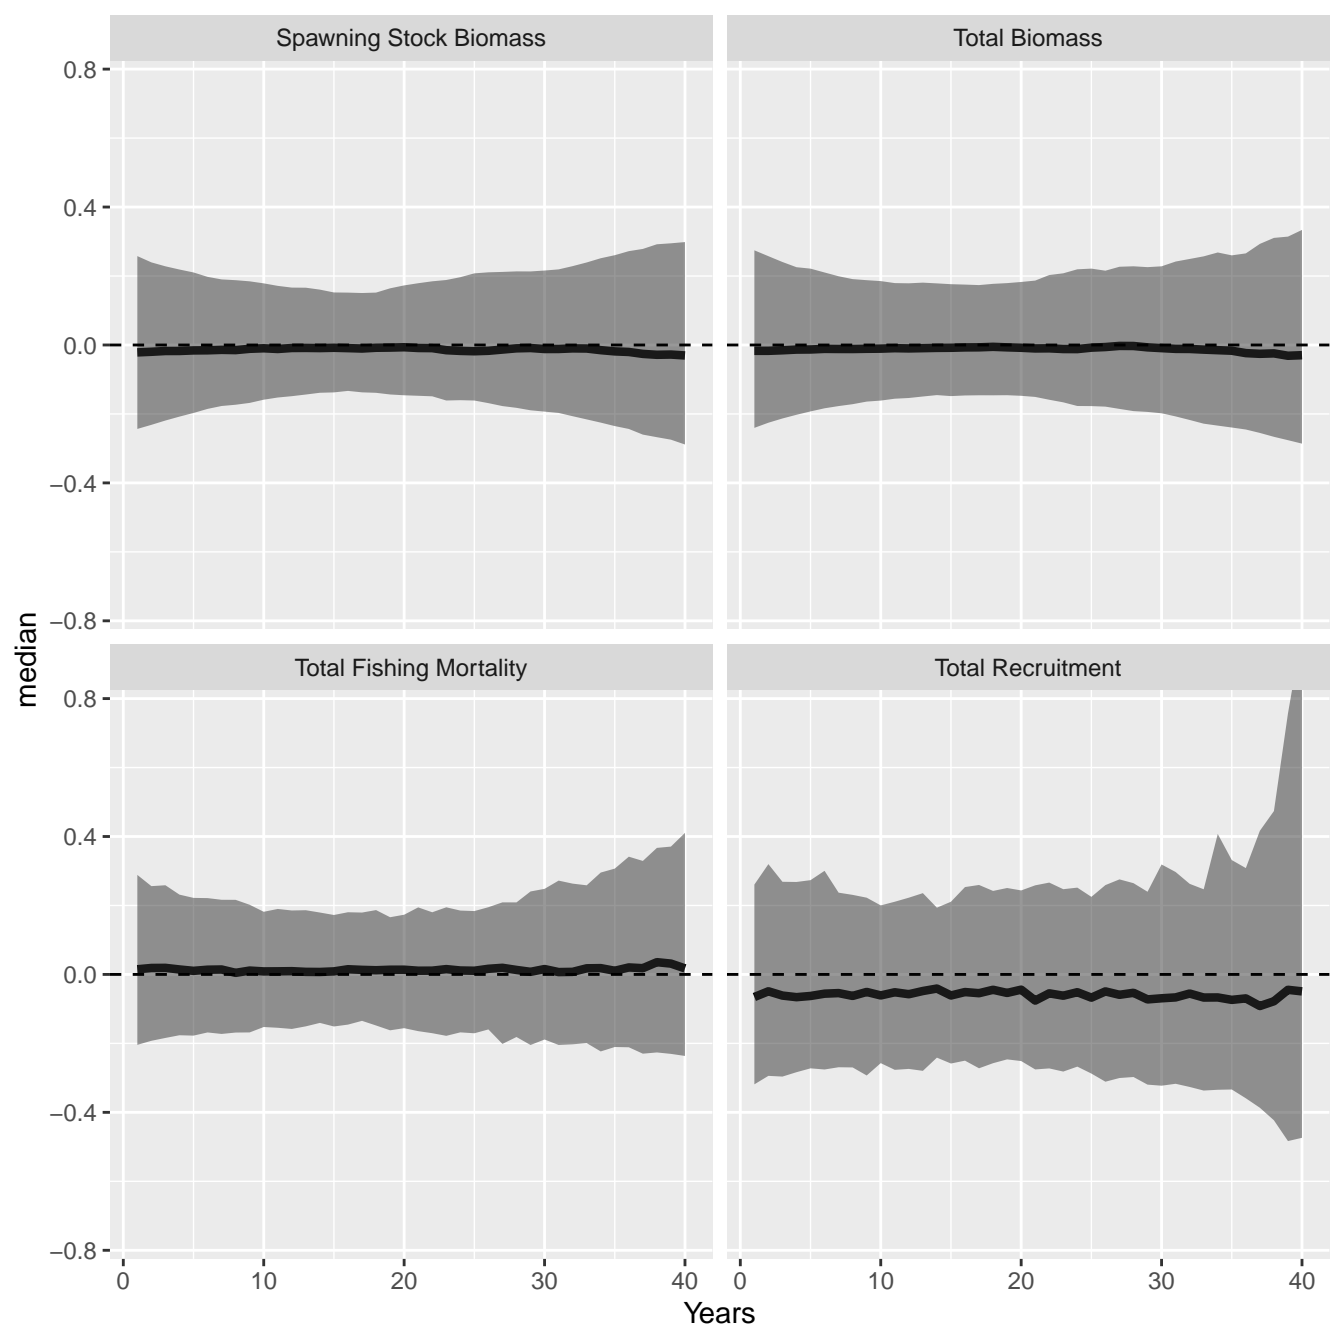 Spawning Stock Biomass
Total Biomass
0.8
0.4
0.0
−0.4
−0.8
median
Total Fishing Mortality
Total Recruitment
0.8
0.4
0.0
−0.4
−0.8
0 10 20 30 40
0 10 20 30 40
Years